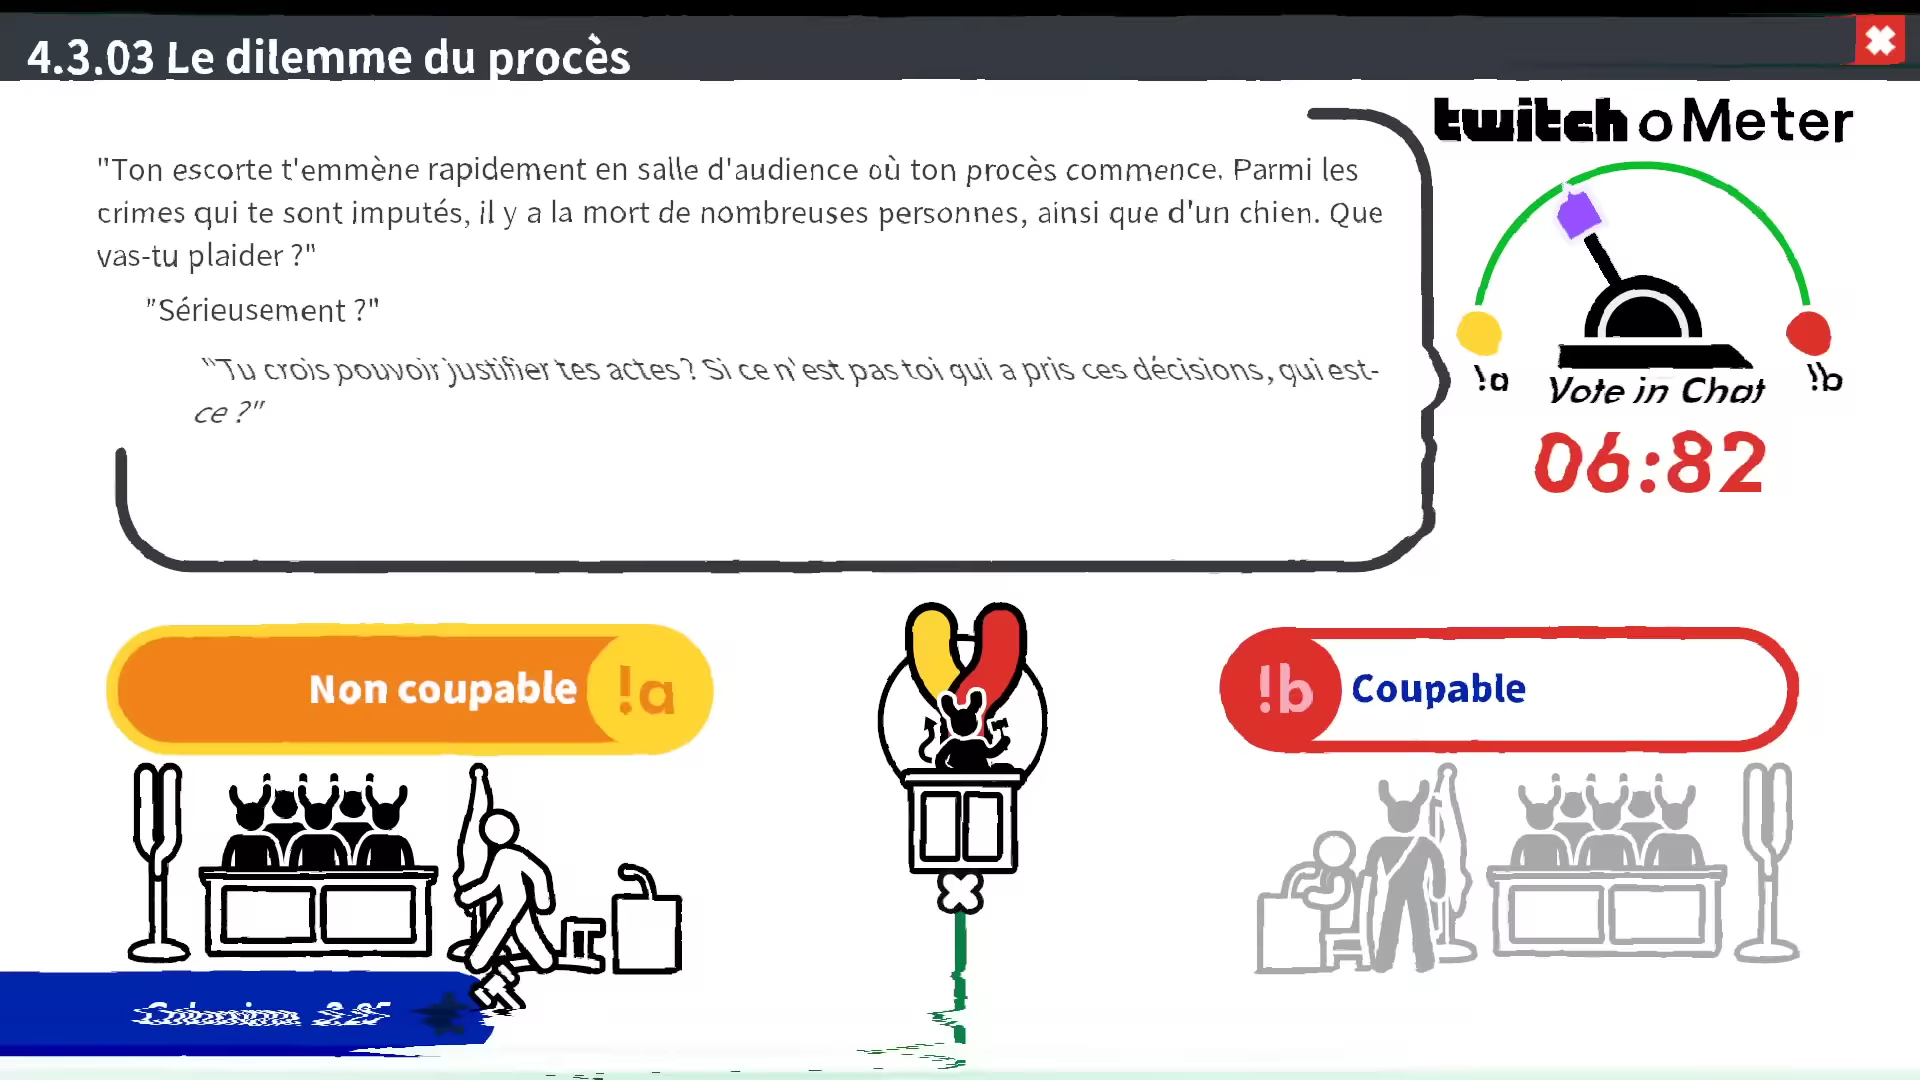 4.3.03 Le dilemme du procès
twitch o Meter
"Ton escorte t'emmène rapidement en salle d'audience où ton procès commence. Parmi les
crimes qui te sont imputés, il y a la mort de nombreuses personnes, ainsi que d'un chien. Que
vas-tu plaider ?"
"Sérieusement ?"
"Tu crois pouvoir justifier tes actes ? Si ce n'est pas toi qui a pris ces décisions, qui est-
ce ?"
!a
Vote in Chat
!b
06:82
Non coupable !a
!b Coupable